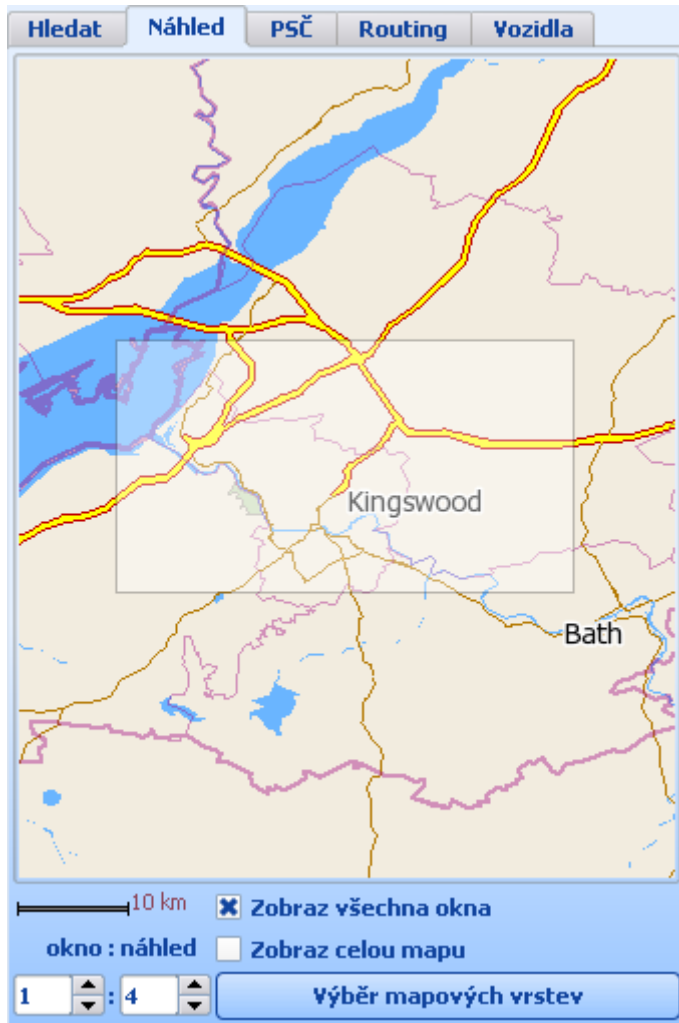 Hledat Náhled PSČ Routing Vozidla
Kingswood
Bath
10 km Zobraz všechna okna
okno : náhled Zobraz celou mapu
1 : 4 Výběr mapových vrstev